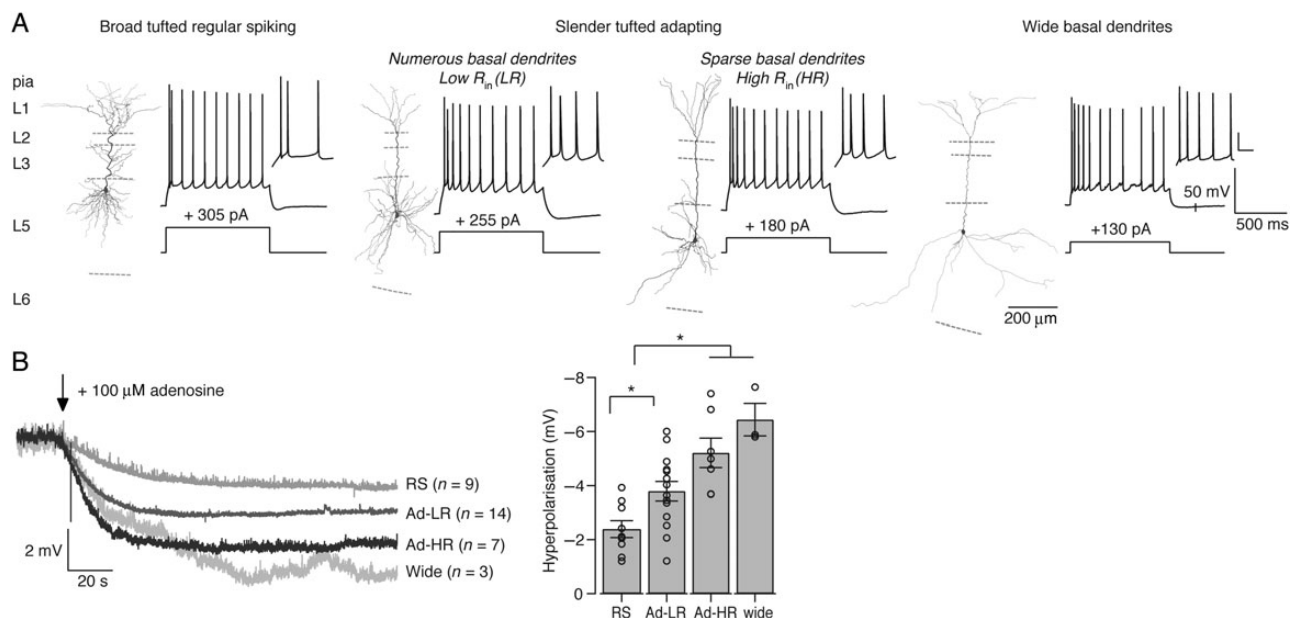 A
Broad tufted regular spiking
Slender tufted adapting
Wide basal dendrites
Numerous basal dendrites
Low Rin (LR)
Sparse basal dendrites
High Rin (HR)
pia
L1
L2
L3
L5
L6
+ 305 pA
+ 255 pA
+ 180 pA
+130 pA
50 mV
500 ms
200 μm
B
+ 100 μM adenosine
RS (n = 9)
Ad-LR (n = 14)
Ad-HR (n = 7)
Wide (n = 3)
2 mV
20 s
Hyperpolarisation (mV)
–8
–6
–4
–2
0
*
*
RS
Ad-LR
Ad-HR
wide